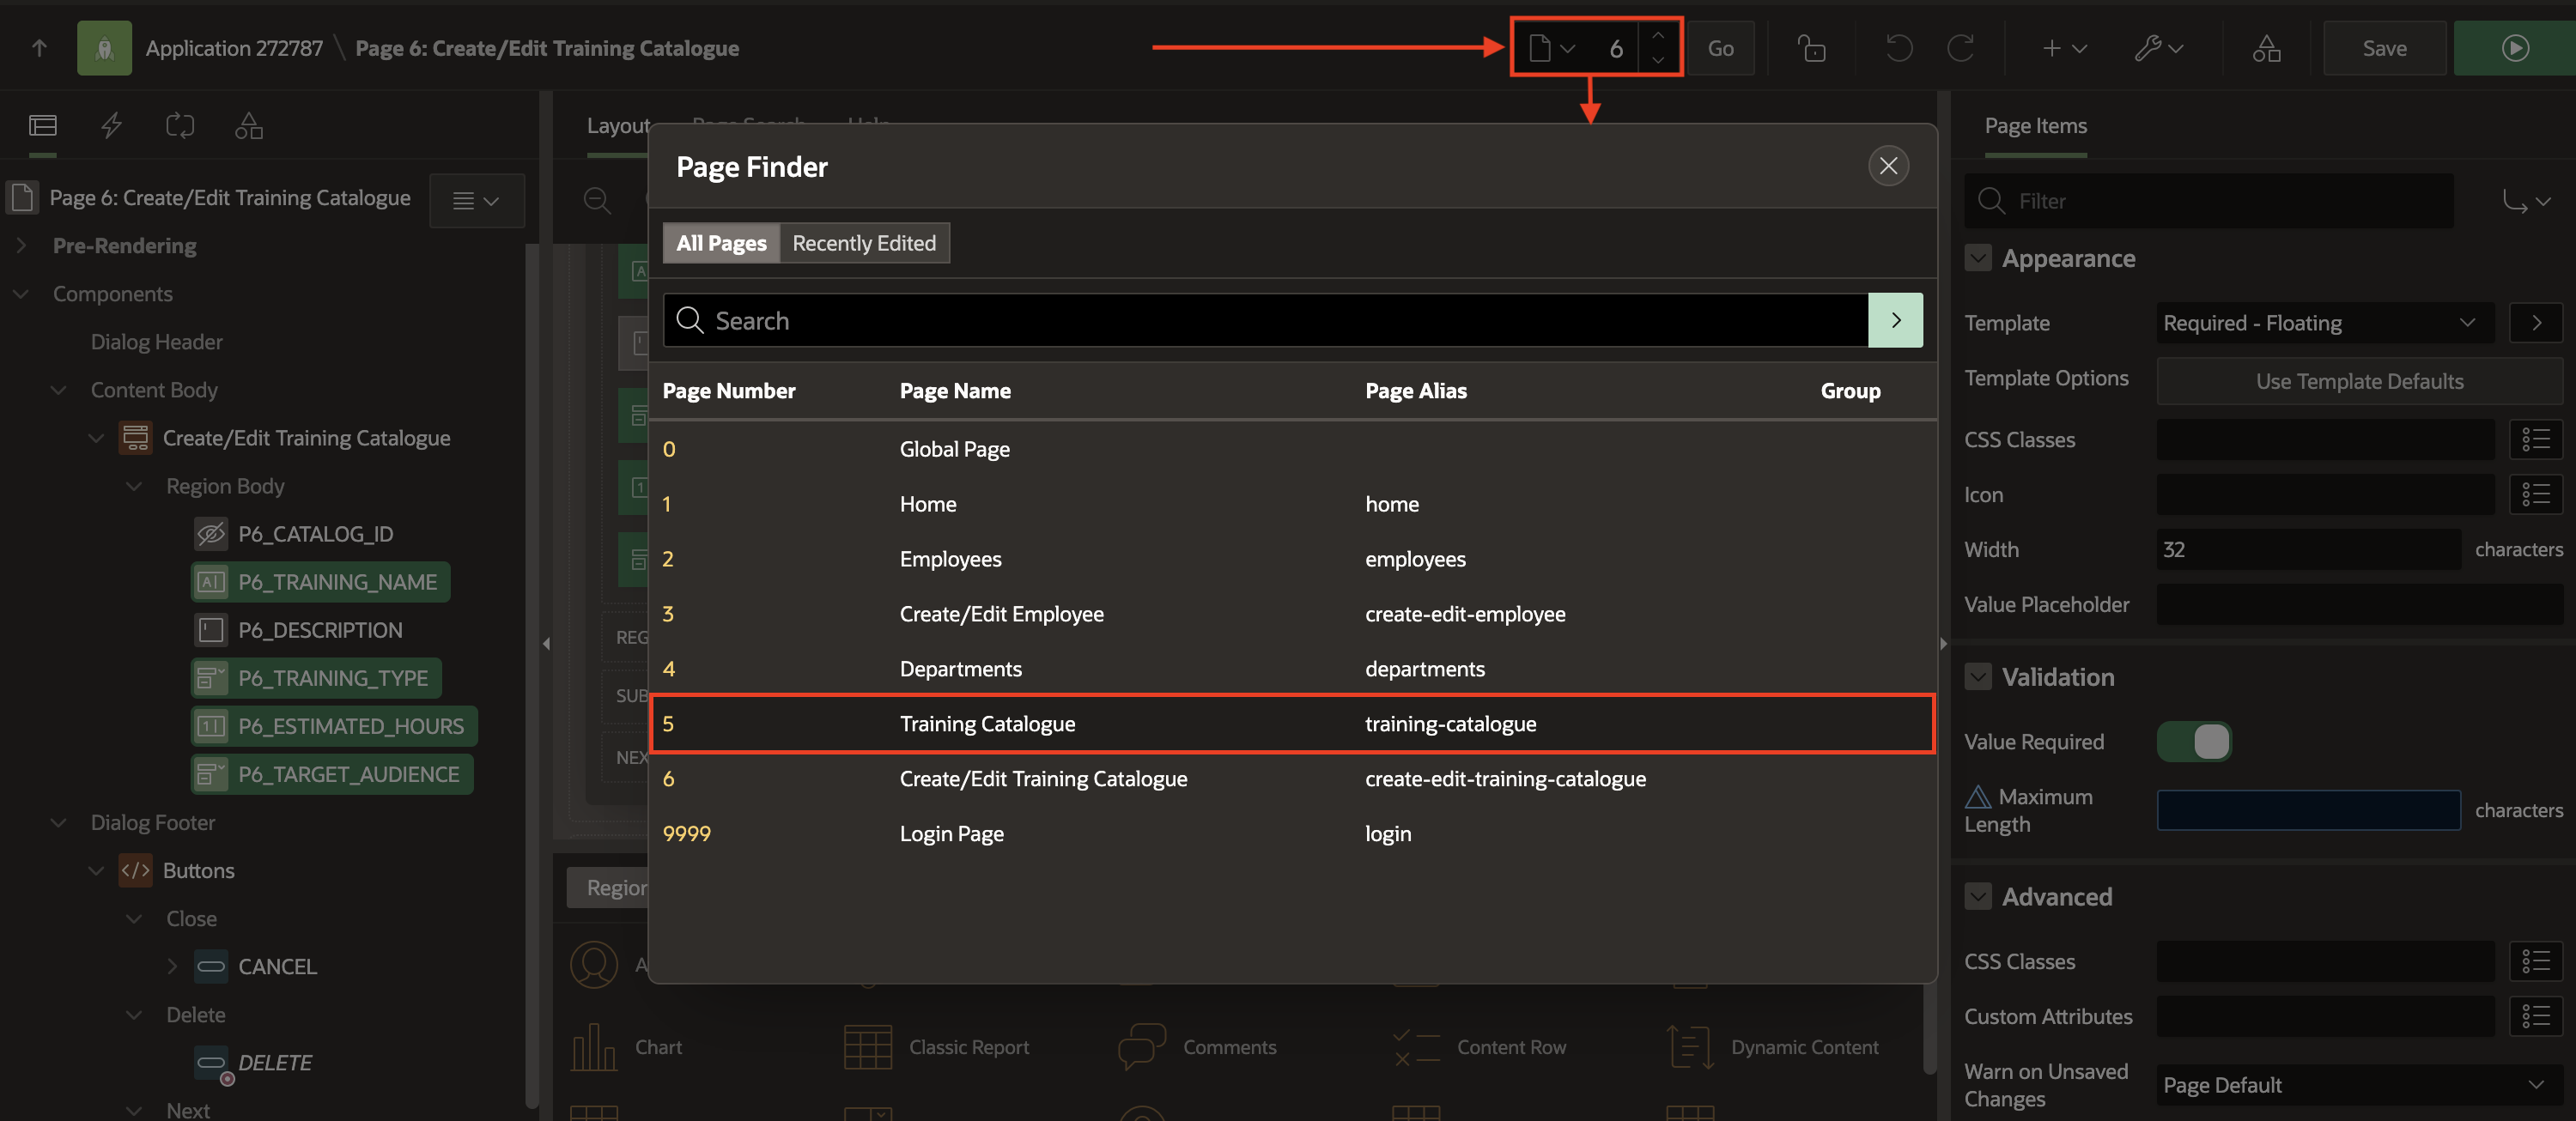 Application 272787 \ Page 6: Create/Edit Training Catalogue
6
Go
Save
Layout Page Search Help
Page Items
Page 6: Create/Edit Training Catalogue
Pre-Rendering
Components
Dialog Header
Content Body
Create/Edit Training Catalogue
Region Body
P6_CATALOG_ID
P6_TRAINING_NAME
P6_DESCRIPTION
P6_TRAINING_TYPE
P6_ESTIMATED_HOURS
P6_TARGET_AUDIENCE
Dialog Footer
Buttons
Close
CANCEL
Delete
DELETE
Next
Page Finder
All Pages Recently Edited
Search
Page Number Page Name Page Alias Group
0 Global Page
1 Home home
2 Employees employees
3 Create/Edit Employee create-edit-employee
4 Departments departments
5 Training Catalogue training-catalogue
6 Create/Edit Training Catalogue create-edit-training-catalogue
9999 Login Page login
REG
SUB
NEX
Region
A
Chart Classic Report Comments Content Row Dynamic Content
Filter
Appearance
Template Required - Floating
Template Options Use Template Defaults
CSS Classes
Icon
Width 32 characters
Value Placeholder
Validation
Value Required
Maximum
Length characters
Advanced
CSS Classes
Custom Attributes
Warn on Unsaved
Changes Page Default